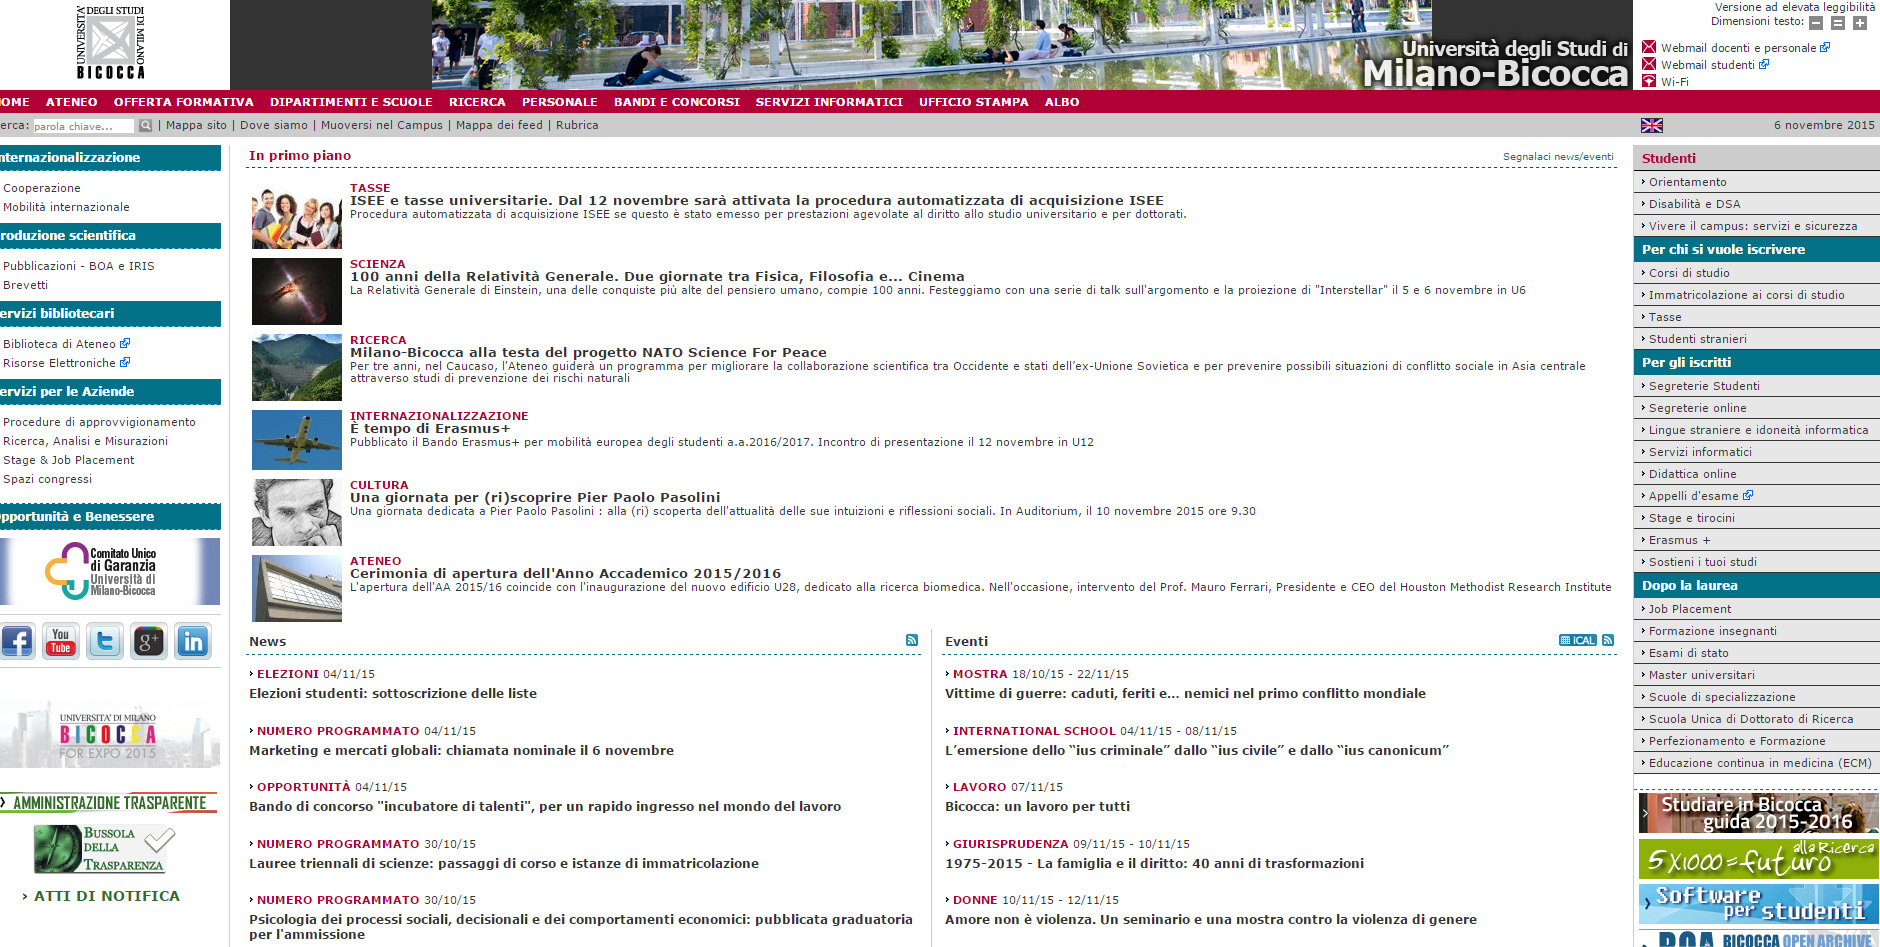 UNIVERSITA' DEGLI STUDI DI MILANO
BICOCCA
Università degli Studi di
Milano-Bicocca
Versione ad elevata leggibilità
Dimensioni testo:
Webmail docenti e personale
Webmail studenti
Wi-Fi
OME ATENEO OFFERTA FORMATIVA DIPARTIMENTI E SCUOLE RICERCA PERSONALE BANDI E CONCORSI SERVIZI INFORMATICI UFFICIO STAMPA ALBO
erca: parola chiave... | Mappa sito | Dove siamo | Muoversi nel Campus | Mappa dei feed | Rubrica
6 novembre 2015
nternazionalizzazione
Cooperazione
Mobilità internazionale
roduzione scientifica
Pubblicazioni - BOA e IRIS
Brevetti
ervizi bibliotecari
Biblioteca di Ateneo
Risorse Elettroniche
ervizi per le Aziende
Procedure di approvvigionamento
Ricerca, Analisi e Misurazioni
Stage & Job Placement
Spazi congressi
pportunità e Benessere
Comitato Unico
di Garanzia
Università di
Milano-Bicocca
You
Tube
g+
in
UNIVERSITA' DI MILANO
BICOCCA
FOR EXPO 2015
AMMINISTRAZIONE TRASPARENTE
BUSSOLA
DELLA
TRASPARENZA
ATTI DI NOTIFICA
In primo piano
Segnalaci news/eventi
TASSE
ISEE e tasse universitarie. Dal 12 novembre sarà attivata la procedura automatizzata di acquisizione ISEE
Procedura automatizzata di acquisizione ISEE se questo è stato emesso per prestazioni agevolate al diritto allo studio universitario e per dottorati.
SCIENZA
100 anni della Relatività Generale. Due giornate tra Fisica, Filosofia e... Cinema
La Relatività Generale di Einstein, una delle conquiste più alte del pensiero umano, compie 100 anni. Festeggiamo con una serie di talk sull'argomento e la proiezione di "Interstellar" il 5 e 6 novembre in U6
RICERCA
Milano-Bicocca alla testa del progetto NATO Science For Peace
Per tre anni, nel Caucaso, l'Ateneo guiderà un programma per migliorare la collaborazione scientifica tra Occidente e stati dell’ex-Unione Sovietica e per prevenire possibili situazioni di conflitto sociale in Asia centrale
attraverso studi di prevenzione dei rischi naturali
INTERNAZIONALIZZAZIONE
È tempo di Erasmus+
Pubblicato il Bando Erasmus+ per mobilità europea degli studenti a.a.2016/2017. Incontro di presentazione il 12 novembre in U12
CULTURA
Una giornata per (ri)scoprire Pier Paolo Pasolini
Una giornata dedicata a Pier Paolo Pasolini : alla (ri) scoperta dell'attualità delle sue intuizioni e riflessioni sociali. In Auditorium, il 10 novembre 2015 ore 9.30
ATENEO
Cerimonia di apertura dell'Anno Accademico 2015/2016
L'apertura dell'AA 2015/16 coincide con l'inaugurazione del nuovo edificio U28, dedicato alla ricerca biomedica. Nell'occasione, intervento del Prof. Mauro Ferrari, Presidente e CEO del Houston Methodist Research Institute
News
ELEZIONI 04/11/15
Elezioni studenti: sottoscrizione delle liste
NUMERO PROGRAMMATO 04/11/15
Marketing e mercati globali: chiamata nominale il 6 novembre
OPPORTUNITÀ 04/11/15
Bando di concorso "incubatore di talenti", per un rapido ingresso nel mondo del lavoro
NUMERO PROGRAMMATO 30/10/15
Lauree triennali di scienze: passaggi di corso e istanze di immatricolazione
NUMERO PROGRAMMATO 30/10/15
Psicologia dei processi sociali, decisionali e dei comportamenti economici: pubblicata graduatoria
per l'ammissione
Eventi
iCAL
MOSTRA 18/10/15 - 22/11/15
Vittime di guerre: caduti, feriti e... nemici nel primo conflitto mondiale
INTERNATIONAL SCHOOL 04/11/15 - 08/11/15
L’emersione dello “ius criminale” dallo “ius civile” e dallo “ius canonicum”
LAVORO 07/11/15
Bicocca: un lavoro per tutti
GIURISPRUDENZA 09/11/15 - 10/11/15
1975-2015 - La famiglia e il diritto: 40 anni di trasformazioni
DONNE 10/11/15 - 12/11/15
Amore non è violenza. Un seminario e una mostra contro la violenza di genere
Studenti
Orientamento
Disabilità e DSA
Vivere il campus: servizi e sicurezza
Per chi si vuole iscrivere
Corsi di studio
Immatricolazione ai corsi di studio
Tasse
Studenti stranieri
Per gli iscritti
Segreterie Studenti
Segreterie online
Lingue straniere e idoneità informatica
Servizi informatici
Didattica online
Appelli d'esame
Stage e tirocini
Erasmus +
Sostieni i tuoi studi
Dopo la laurea
Job Placement
Formazione insegnanti
Esami di stato
Master universitari
Scuole di specializzazione
Scuola Unica di Dottorato di Ricerca
Perfezionamento e Formazione
Educazione continua in medicina (ECM)
Studiare in Bicocca
guida 2015-2016
alla Ricerca
5x1000=futuro
Software
per studenti
BOA BICOCCA OPEN ARCHIVE